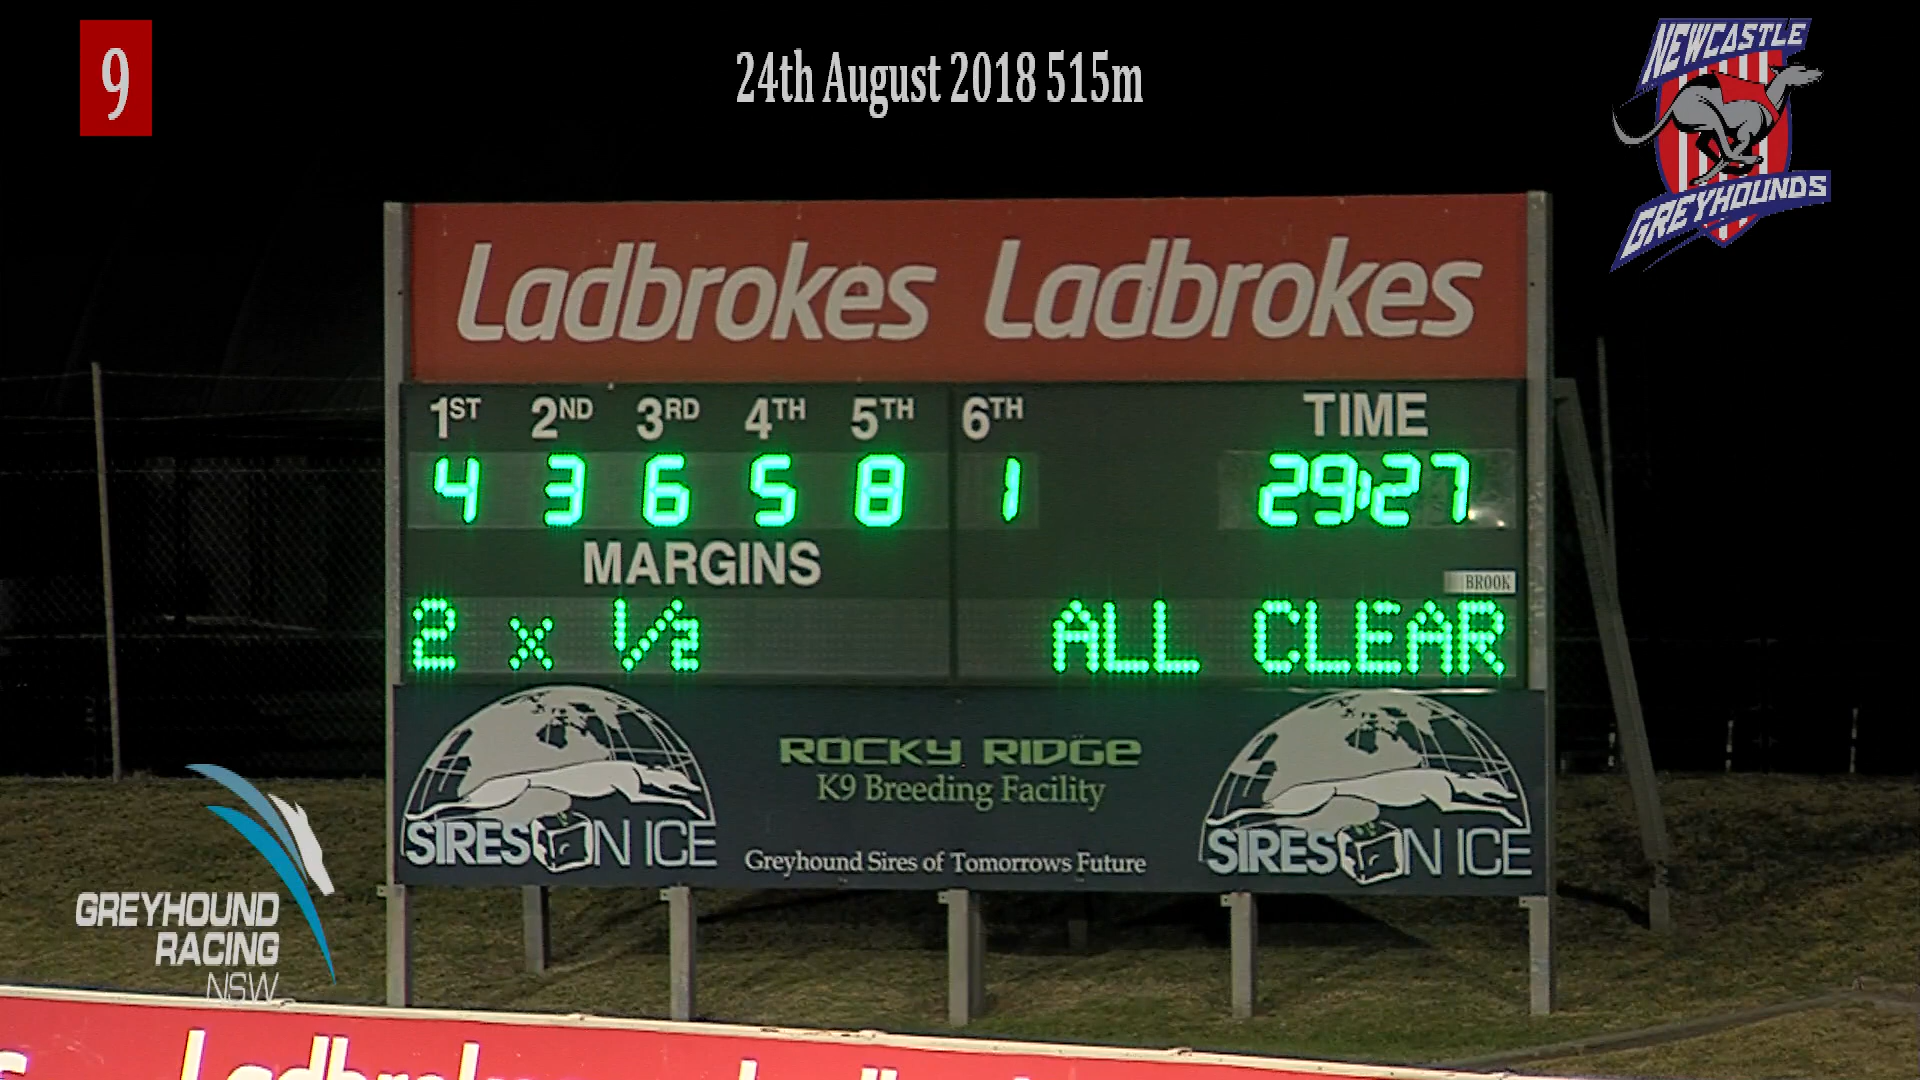 9
24th August 2018 515m
NEWCASTLE
GREYHOUNDS
Ladbrokes Ladbrokes
1ST 2ND 3RD 4TH 5TH 6TH TIME
4 3 6 5 8 1 29:27
MARGINS
BROOK
2 x 1/2 ALL CLEAR
ROCKY RIDGE
K9 Breeding Facility
SIRES ON ICE
Greyhound Sires of Tomorrows Future
SIRES ON ICE
GREYHOUND
RACING
NSW
Ladbrokes